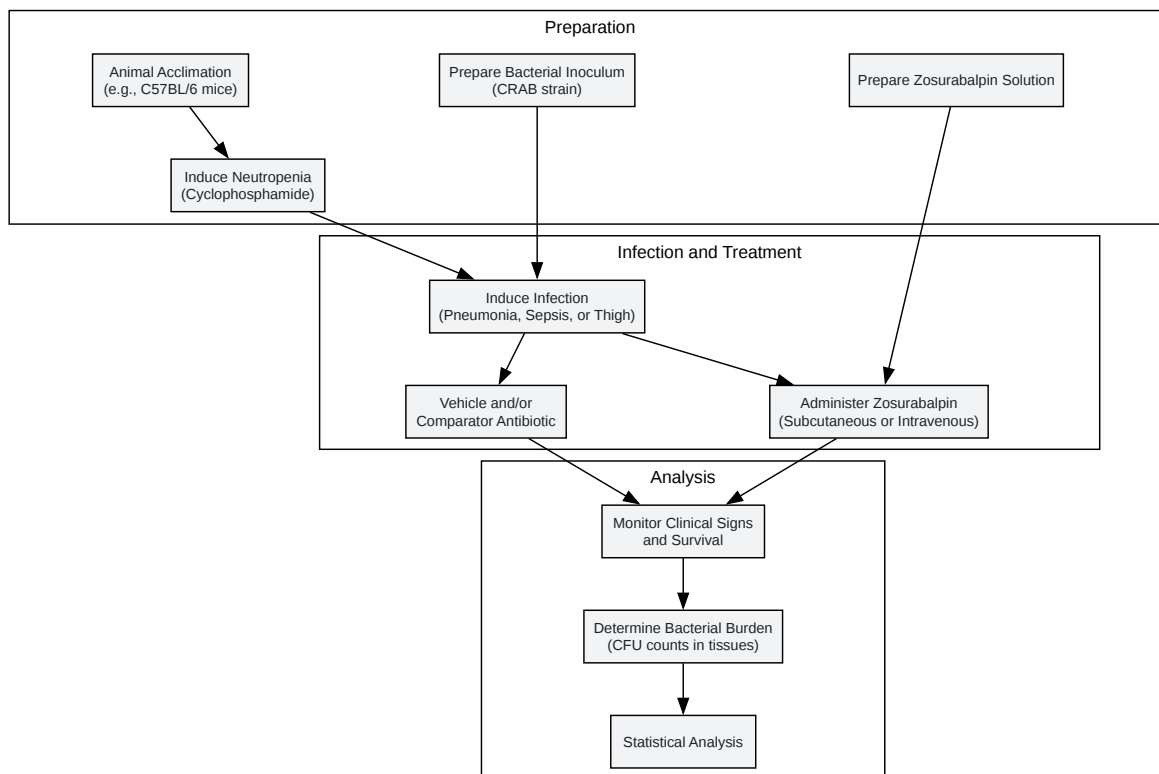 Preparation
Animal Acclimation
(e.g., C57BL/6 mice)
Prepare Bacterial Inoculum
(CRAB strain)
Prepare Zosurabalpin Solution
Induce Neutropenia
(Cyclophosphamide)
Infection and Treatment
Induce Infection
(Pneumonia, Sepsis, or Thigh)
Vehicle and/or
Comparator Antibiotic
Administer Zosurabalpin
(Subcutaneous or Intravenous)
Analysis
Monitor Clinical Signs
and Survival
Determine Bacterial Burden
(CFU counts in tissues)
Statistical Analysis